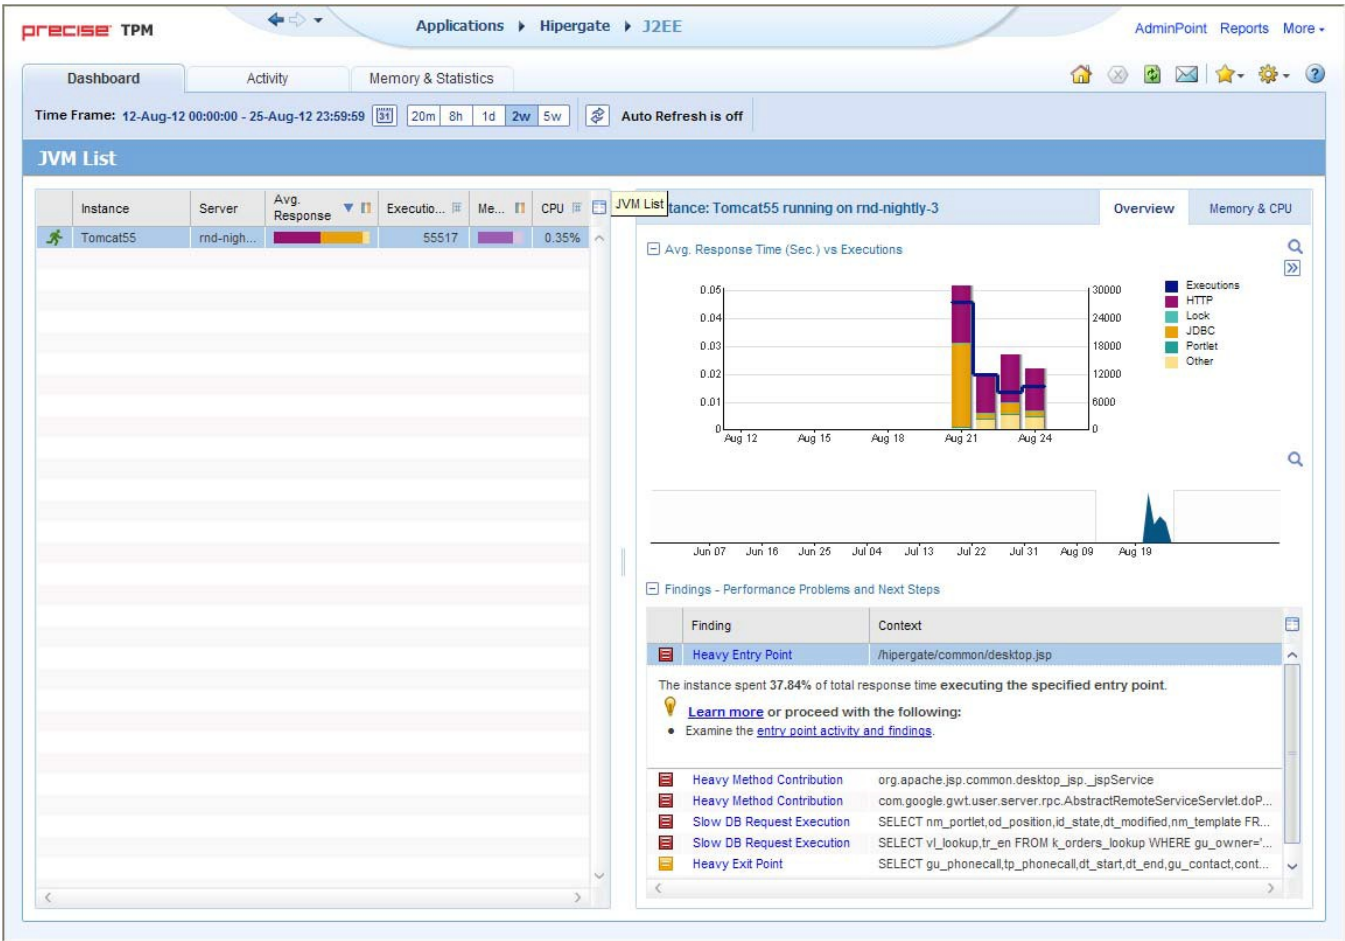 precise TPM
Applications Hipergate J2EE
AdminPoint Reports More
Dashboard Activity Memory & Statistics
Time Frame: 12-Aug-12 00:00:00 - 25-Aug-12 23:59:59 31 20m 8h 1d 2w 5w Auto Refresh is off
JVM List
Instance Server Avg. Response Executio... Me... CPU
Tomcat55 rnd-nigh... 55517 0.35%
JVM List
tance: Tomcat55 running on rnd-nightly-3
Overview Memory & CPU
Avg. Response Time (Sec.) vs Executions
0.05 30000
0.04 24000
0.03 18000
0.02 12000
0.01 6000
0 0
Aug 12 Aug 15 Aug 18 Aug 21 Aug 24
Executions
HTTP
Lock
JDBC
Portlet
Other
Jun 07 Jun 16 Jun 25 Jul 04 Jul 13 Jul 22 Jul 31 Aug 09 Aug 19
Findings - Performance Problems and Next Steps
Finding Context
Heavy Entry Point /hipergate/common/desktop.jsp
The instance spent 37.84% of total response time executing the specified entry point.
Learn more or proceed with the following:
• Examine the entry point activity and findings.
Heavy Method Contribution org.apache.jsp.common.desktop_jsp._jspService
Heavy Method Contribution com.google.gwt.user.server.rpc.AbstractRemoteServiceServlet.doP...
Slow DB Request Execution SELECT nm_portlet,od_position,id_state,dt_modified,nm_template FR...
Slow DB Request Execution SELECT vl_lookup,tr_en FROM k_orders_lookup WHERE gu_owner='...
Heavy Exit Point SELECT gu_phonecall,tp_phonecall,dt_start,dt_end,gu_contact,cont...